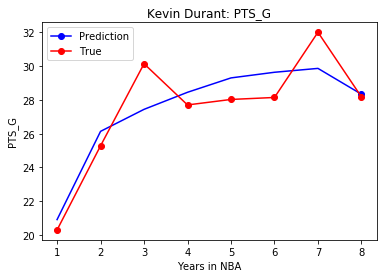 Kevin Durant: PTS_G
Prediction
True
PTS_G
32
30
28
26
24
22
20
1 2 3 4 5 6 7 8
Years in NBA